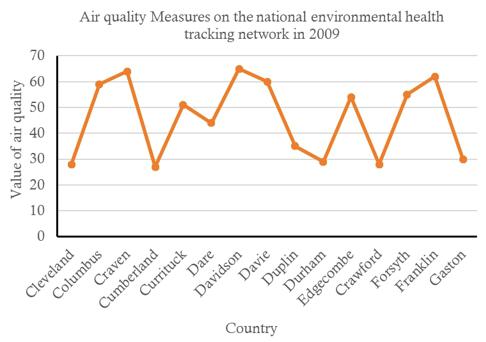 Air quality Measures on the national environmental health
tracking network in 2009
Value of air quality
70
60
50
40
30
20
10
0
Cleveland
Columbus
Craven
Cumberland
Currituck
Dare
Davidson
Davie
Duplin
Durham
Edgecombe
Crawford
Forsyth
Franklin
Gaston
Country